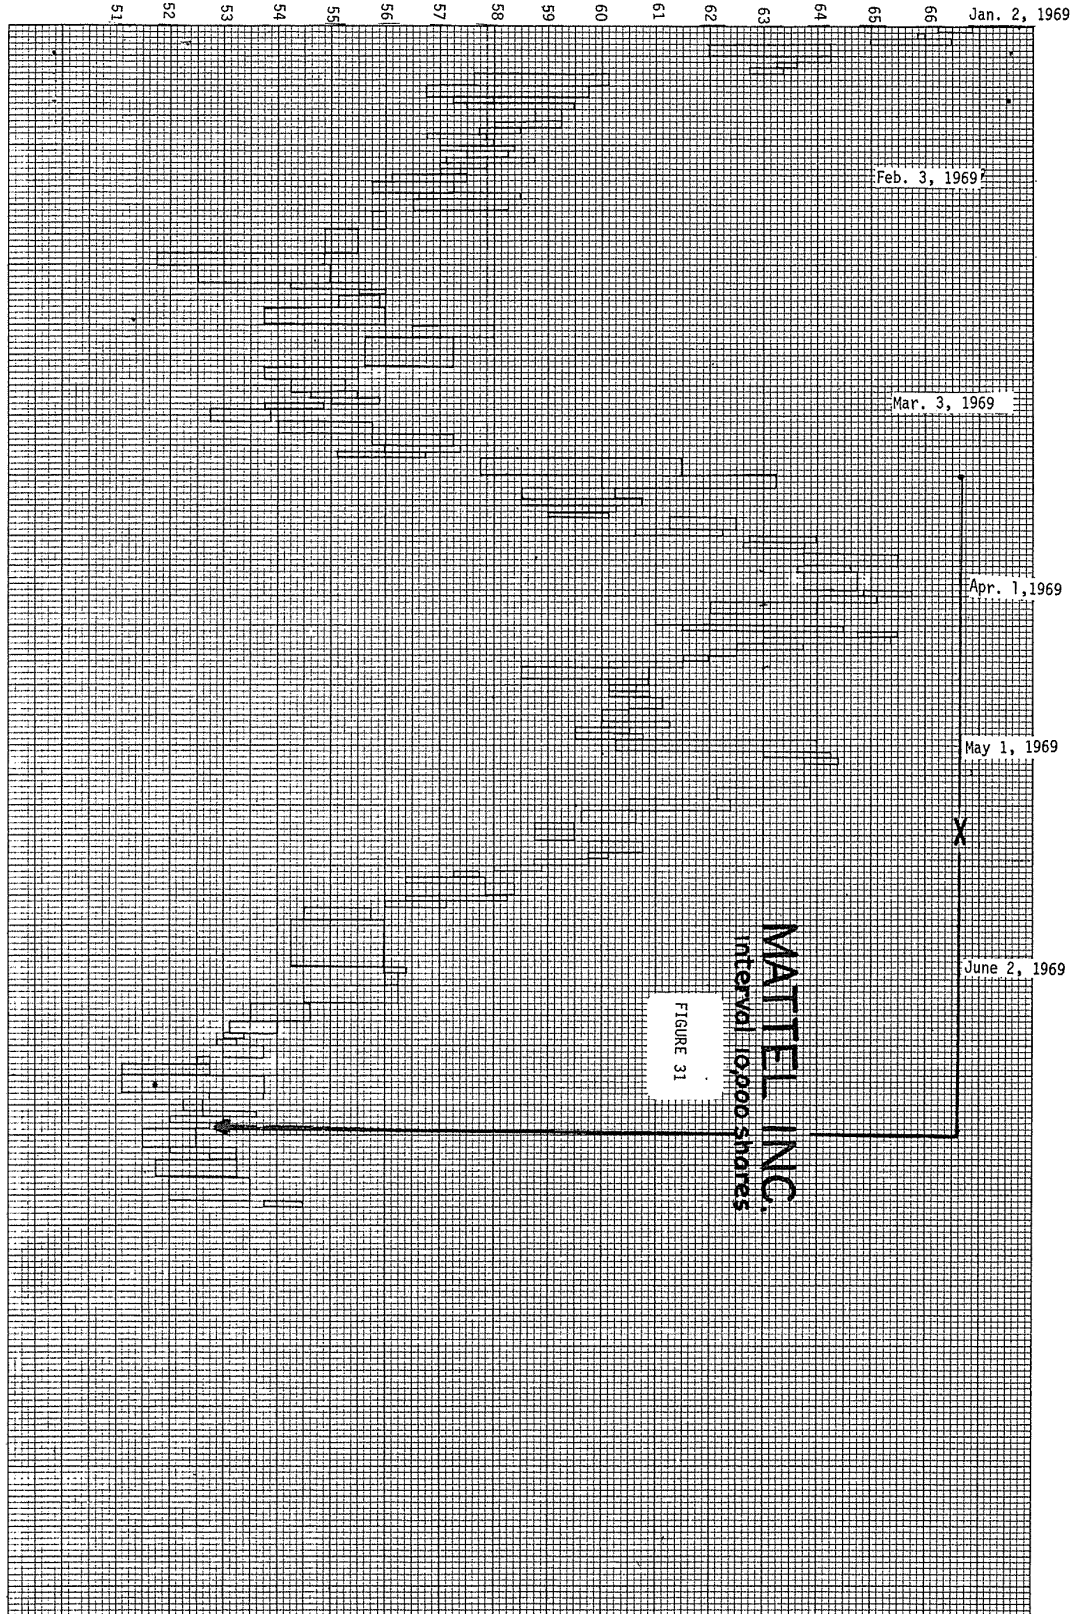 51 52 53 54 55 56 57 58 59 60 61 62 63 64 65 66
Jan. 2, 1969
Feb. 3, 1969
Mar. 3, 1969
Apr. 1, 1969
May 1, 1969
X
June 2, 1969
MATTEL INC.
Interval 10,000 shares
FIGURE 31